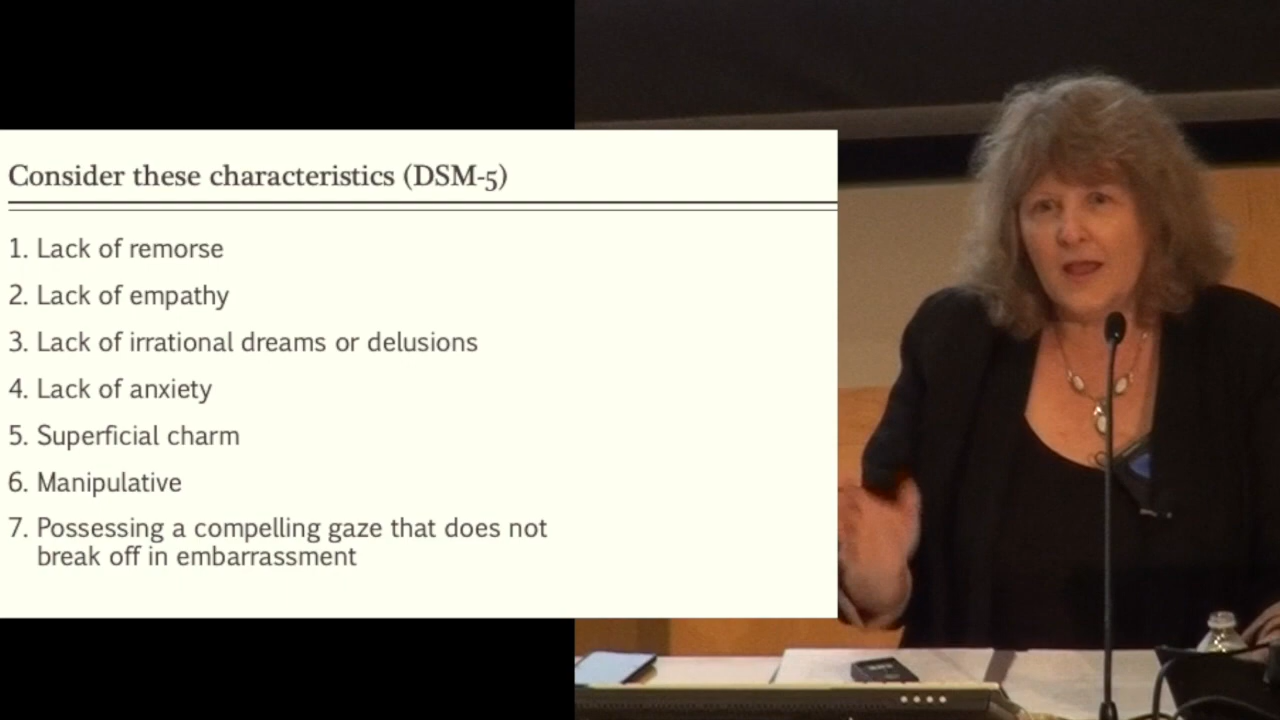 Consider these characteristics (DSM-5)
1. Lack of remorse
2. Lack of empathy
3. Lack of irrational dreams or delusions
4. Lack of anxiety
5. Superficial charm
6. Manipulative
7. Possessing a compelling gaze that does not
break off in embarrassment